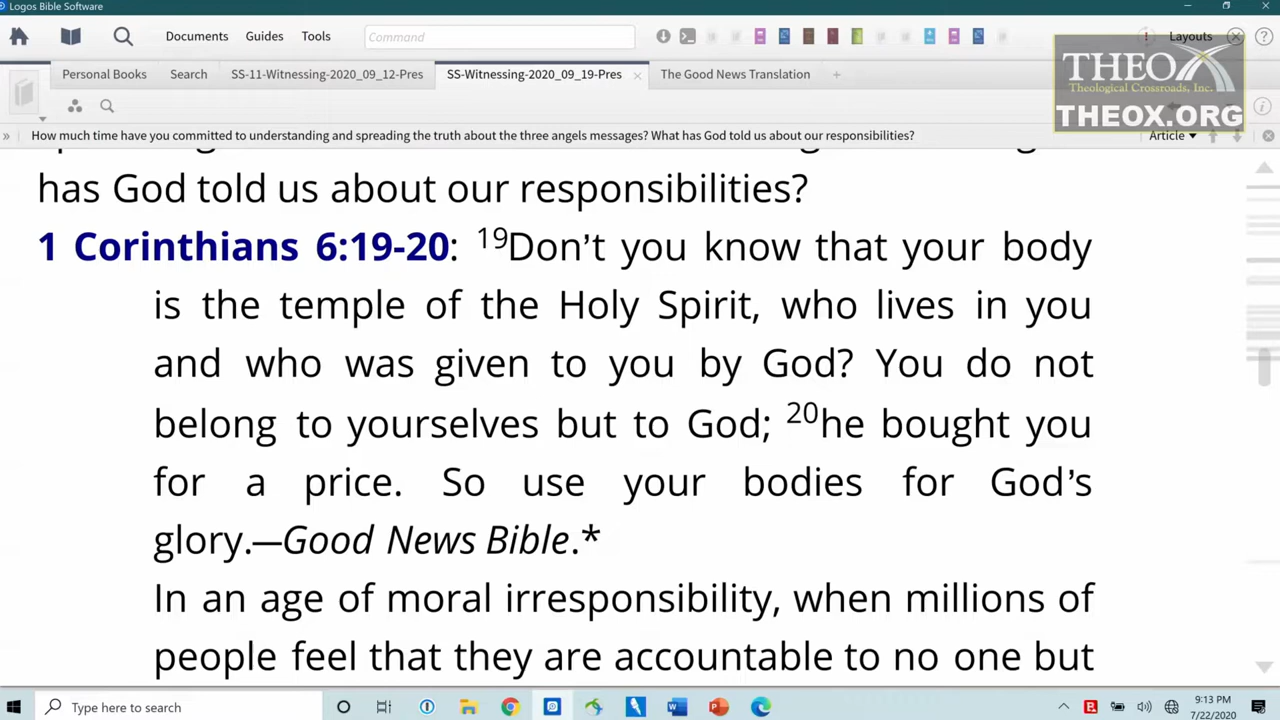 Logos Bible Software
Documents Guides Tools Command Layouts
Personal Books Search SS-11-Witnessing-2020_09_12-Pres SS-Witnessing-2020_09_19-Pres The Good News Translation
THEOX
Theological Crossroads, Inc.
THEOX.ORG
» How much time have you committed to understanding and spreading the truth about the three angels messages? What has God told us about our responsibilities? Article
has God told us about our responsibilities?
1 Corinthians 6:19-20: 19Don’t you know that your body
is the temple of the Holy Spirit, who lives in you
and who was given to you by God? You do not
belong to yourselves but to God; 20he bought you
for a price. So use your bodies for God’s
glory.—Good News Bible.*
In an age of moral irresponsibility, when millions of
people feel that they are accountable to no one but
Type here to search
9:13 PM
7/22/2020